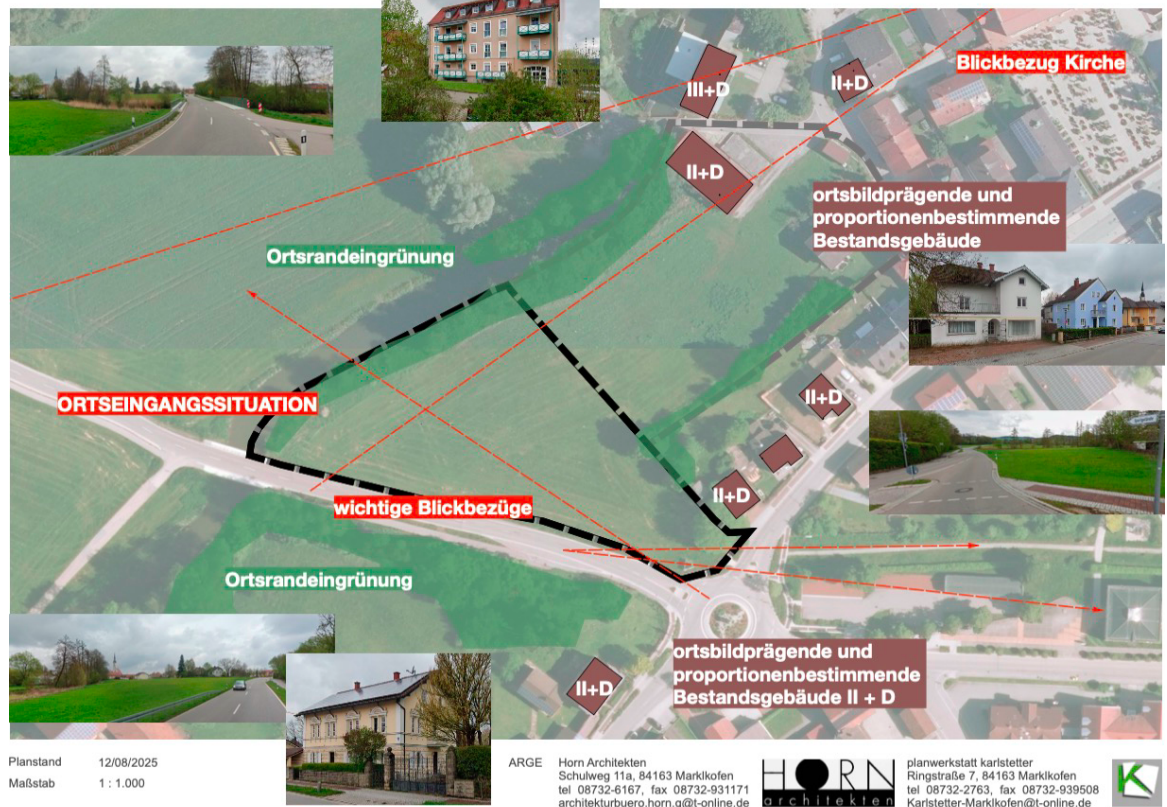 Blickbezug Kirche
III+D
II+D
II+D
ortsbildprägende und
proportionenbestimmende
Bestandsgebäude
Ortsrandeingrünung
ORTSEINGANGSSITUATION
II+D
wichtige Blickbezüge
II+D
Ortsrandeingrünung
ortsbildprägende und
proportionenbestimmende
Bestandsgebäude II + D
II+D
Planstand 12/08/2025
Maßstab 1 : 1.000
ARGE Horn Architekten
Schulweg 11a, 84163 Marklkofen
tel 08732-6167, fax 08732-931171
architekturbuero.horn.g@t-online.de
HORN
architekten
planwerkstatt karlstetter
Ringstraße 7, 84163 Marklkofen
tel 08732-2763, fax 08732-939508
Karlstetter-Marklkofen@t-online.de
K